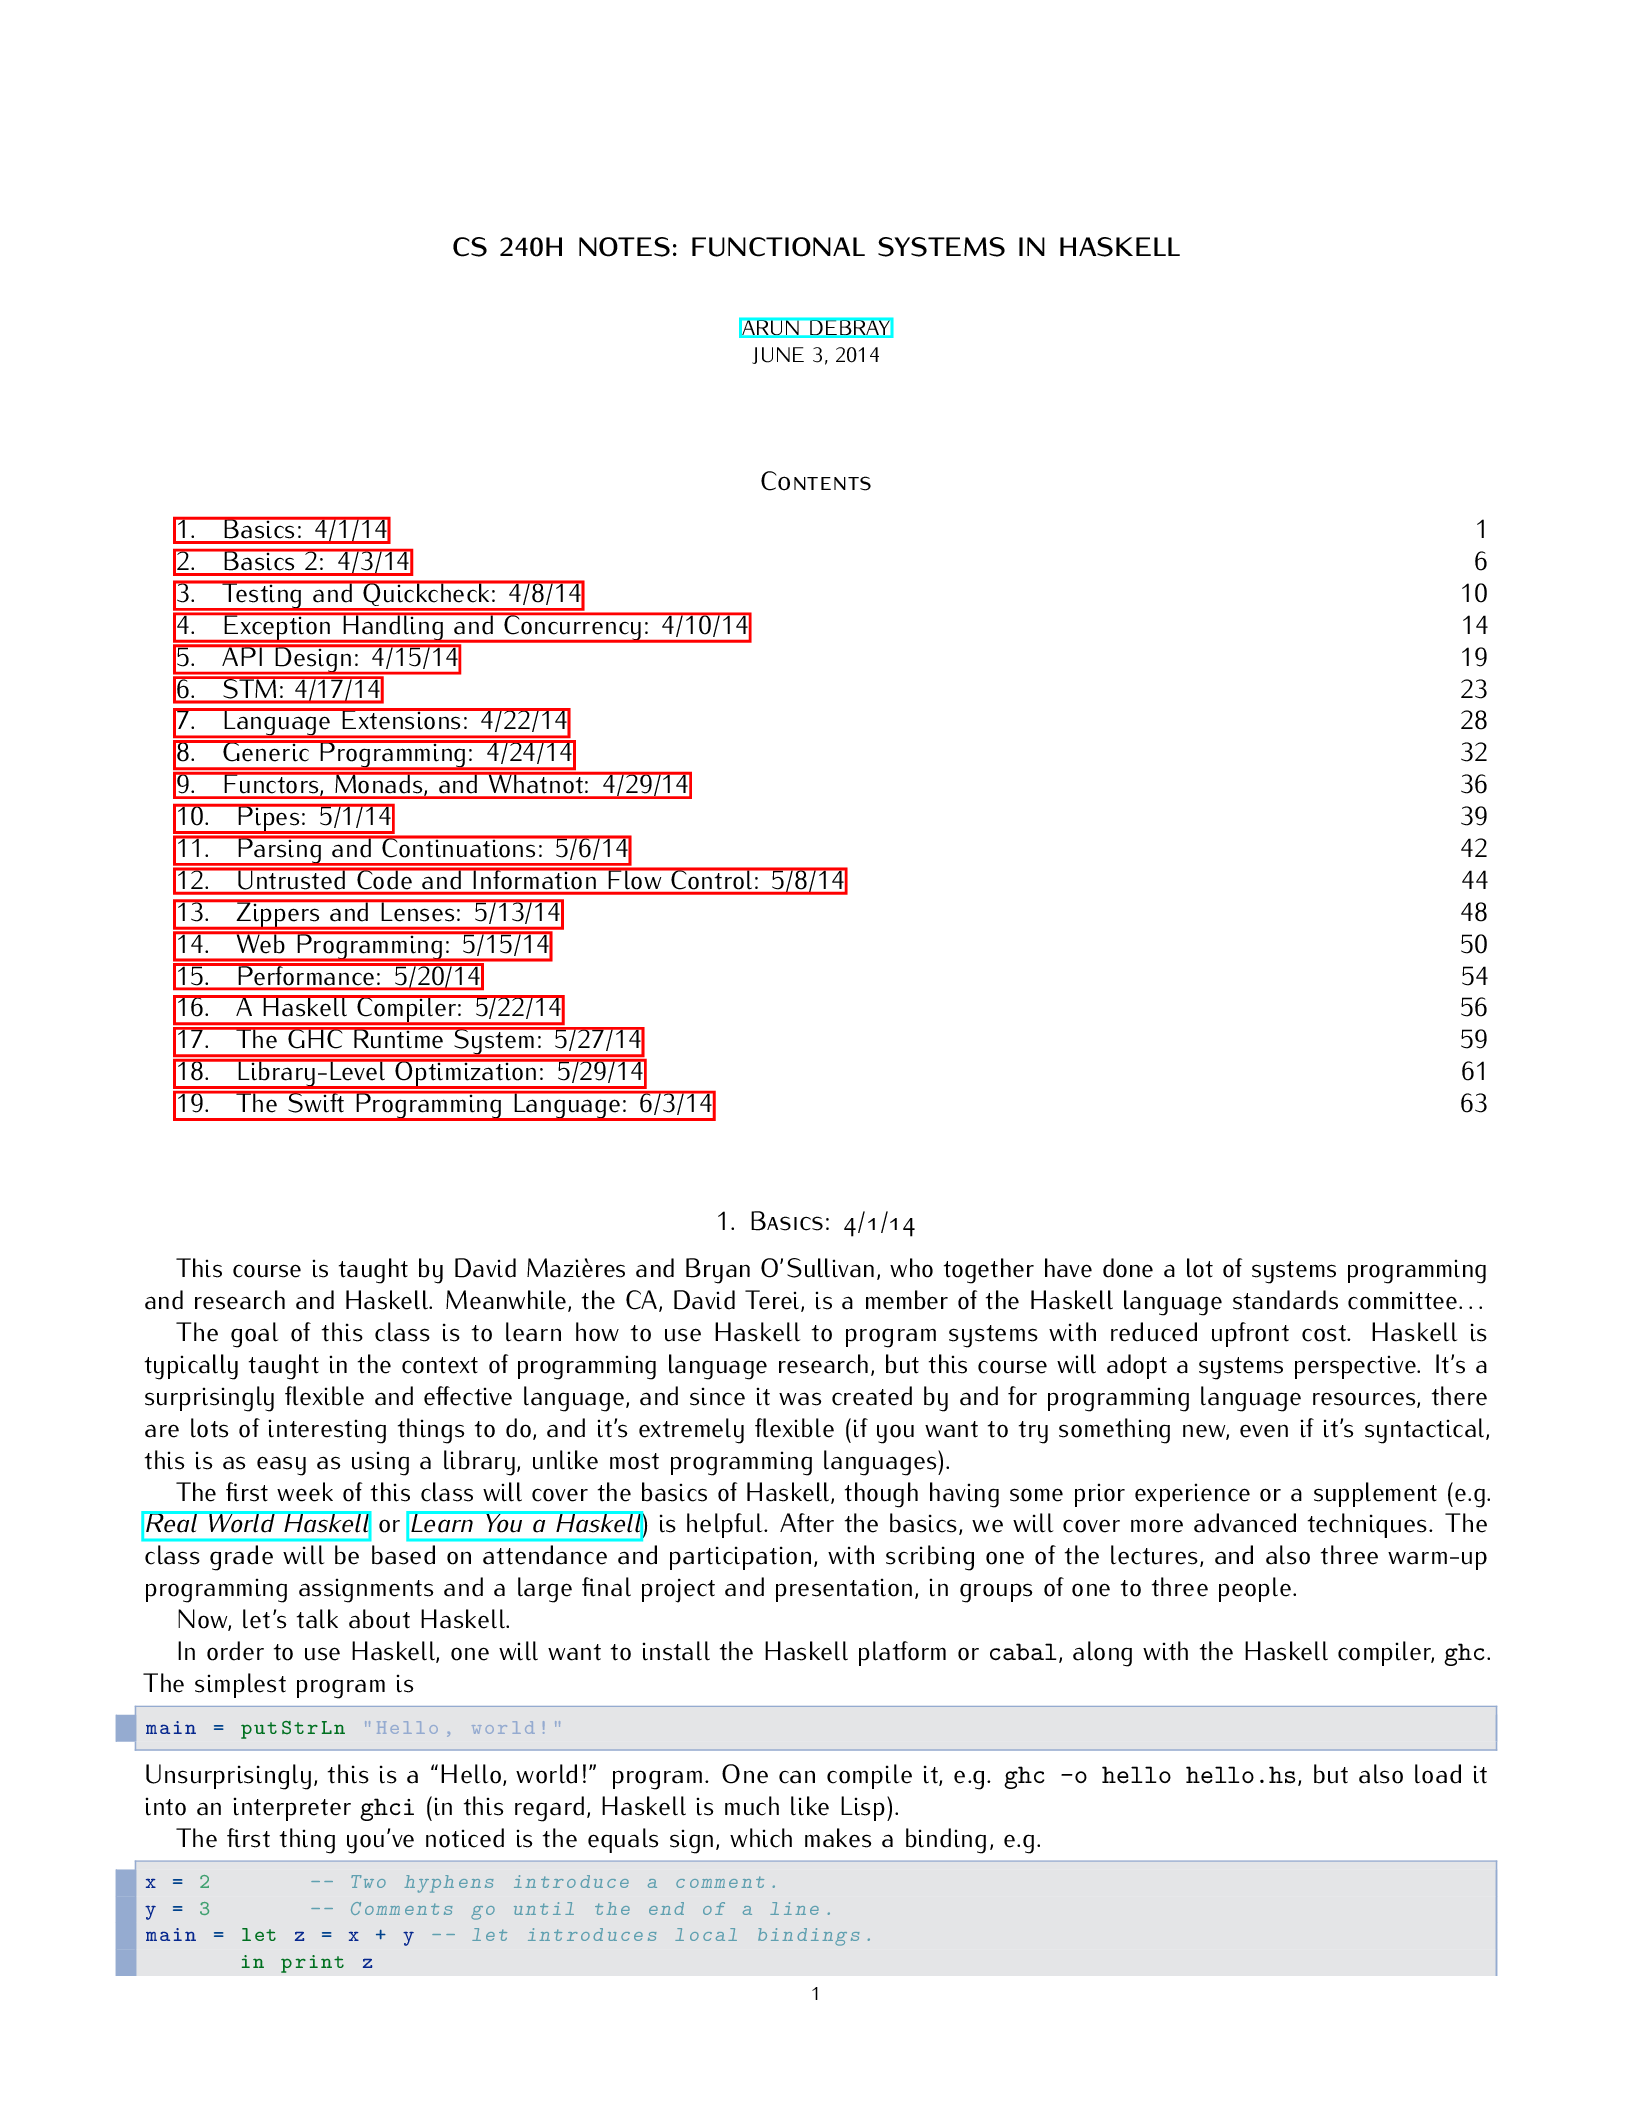 CS 240H NOTES: FUNCTIONAL SYSTEMS IN HASKELL
ARUN DEBRAY
JUNE 3, 2014
Contents
1. Basics: 4/1/14 1
2. Basics 2: 4/3/14 6
3. Testing and Quickcheck: 4/8/14 10
4. Exception Handling and Concurrency: 4/10/14 14
5. API Design: 4/15/14 19
6. STM: 4/17/14 23
7. Language Extensions: 4/22/14 28
8. Generic Programming: 4/24/14 32
9. Functors, Monads, and Whatnot: 4/29/14 36
10. Pipes: 5/1/14 39
11. Parsing and Continuations: 5/6/14 42
12. Untrusted Code and Information Flow Control: 5/8/14 44
13. Zippers and Lenses: 5/13/14 48
14. Web Programming: 5/15/14 50
15. Performance: 5/20/14 54
16. A Haskell Compiler: 5/22/14 56
17. The GHC Runtime System: 5/27/14 59
18. Library-Level Optimization: 5/29/14 61
19. The Swift Programming Language: 6/3/14 63
1. Basics: 4/1/14
This course is taught by David Mazières and Bryan O'Sullivan, who together have done a lot of systems programming
and research and Haskell. Meanwhile, the CA, David Terei, is a member of the Haskell language standards committee…
The goal of this class is to learn how to use Haskell to program systems with reduced upfront cost. Haskell is
typically taught in the context of programming language research, but this course will adopt a systems perspective. It's a
surprisingly flexible and effective language, and since it was created by and for programming language resources, there
are lots of interesting things to do, and it's extremely flexible (if you want to try something new, even if it's syntactical,
this is as easy as using a library, unlike most programming languages).
The first week of this class will cover the basics of Haskell, though having some prior experience or a supplement (e.g.
Real World Haskell or Learn You a Haskell) is helpful. After the basics, we will cover more advanced techniques. The
class grade will be based on attendance and participation, with scribing one of the lectures, and also three warm-up
programming assignments and a large final project and presentation, in groups of one to three people.
Now, let's talk about Haskell.
In order to use Haskell, one will want to install the Haskell platform or cabal, along with the Haskell compiler, ghc.
The simplest program is
main = putStrLn "Hello, world!"
Unsurprisingly, this is a “Hello, world!” program. One can compile it, e.g. ghc -o hello hello.hs, but also load it
into an interpreter ghci (in this regard, Haskell is much like Lisp).
The first thing you've noticed is the equals sign, which makes a binding, e.g.
x = 2 -- Two hyphens introduce a comment.
y = 3 -- Comments go until the end of a line.
main = let z = x + y -- let introduces local bindings.
in print z
1